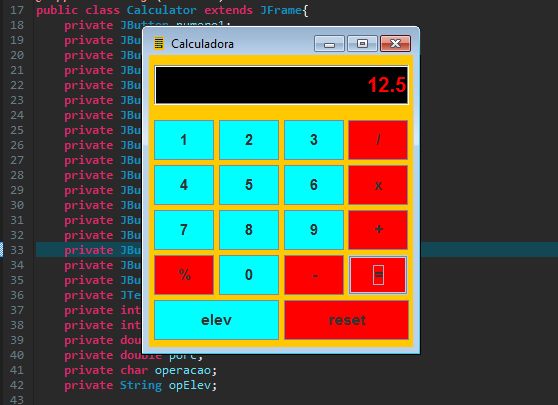 17 public class Calculator extends JFrame{
18 private JButton numero1;
19 private JBu
20 private JBu
21 private JBu
22 private JBu
23 private JBu
24 private JBu
25 private JBu
26 private JBu
27 private JBu
28 private JBu
29 private JBu
30 private JBu
31 private JBu
32 private JBu
33 private JBu
34 private JBu
35 private JBu
36 private JTe
37 private int
38 private int
39 private dou
40 private double porc;
41 private char operacao;
42 private String opElev;
Calculadora
12.5
1 2 3 /
4 5 6 x
7 8 9 +
% 0 - =
elev reset